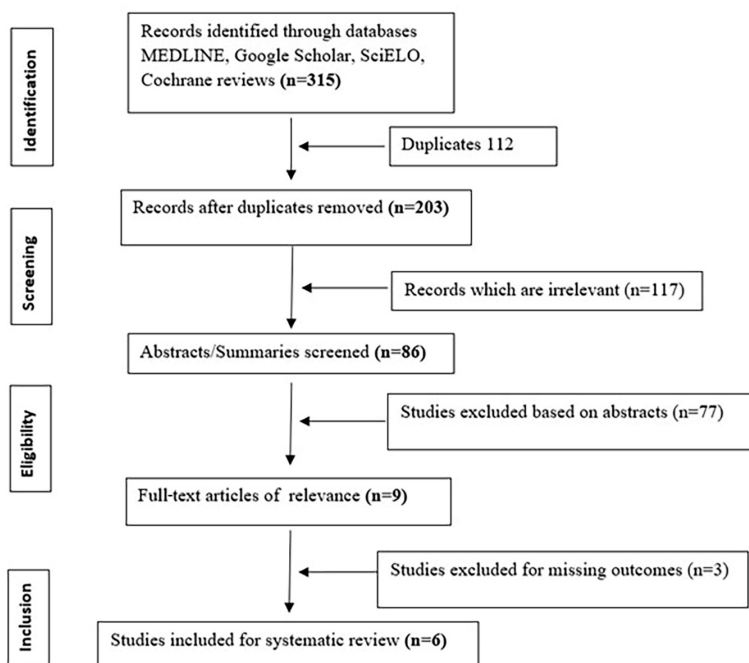 Identification
Records identified through databases
MEDLINE, Google Scholar, SciELO,
Cochrane reviews (n=315)
Duplicates 112
Screening
Records after duplicates removed (n=203)
Records which are irrelevant (n=117)
Abstracts/Summaries screened (n=86)
Eligibility
Studies excluded based on abstracts (n=77)
Full-text articles of relevance (n=9)
Inclusion
Studies excluded for missing outcomes (n=3)
Studies included for systematic review (n=6)